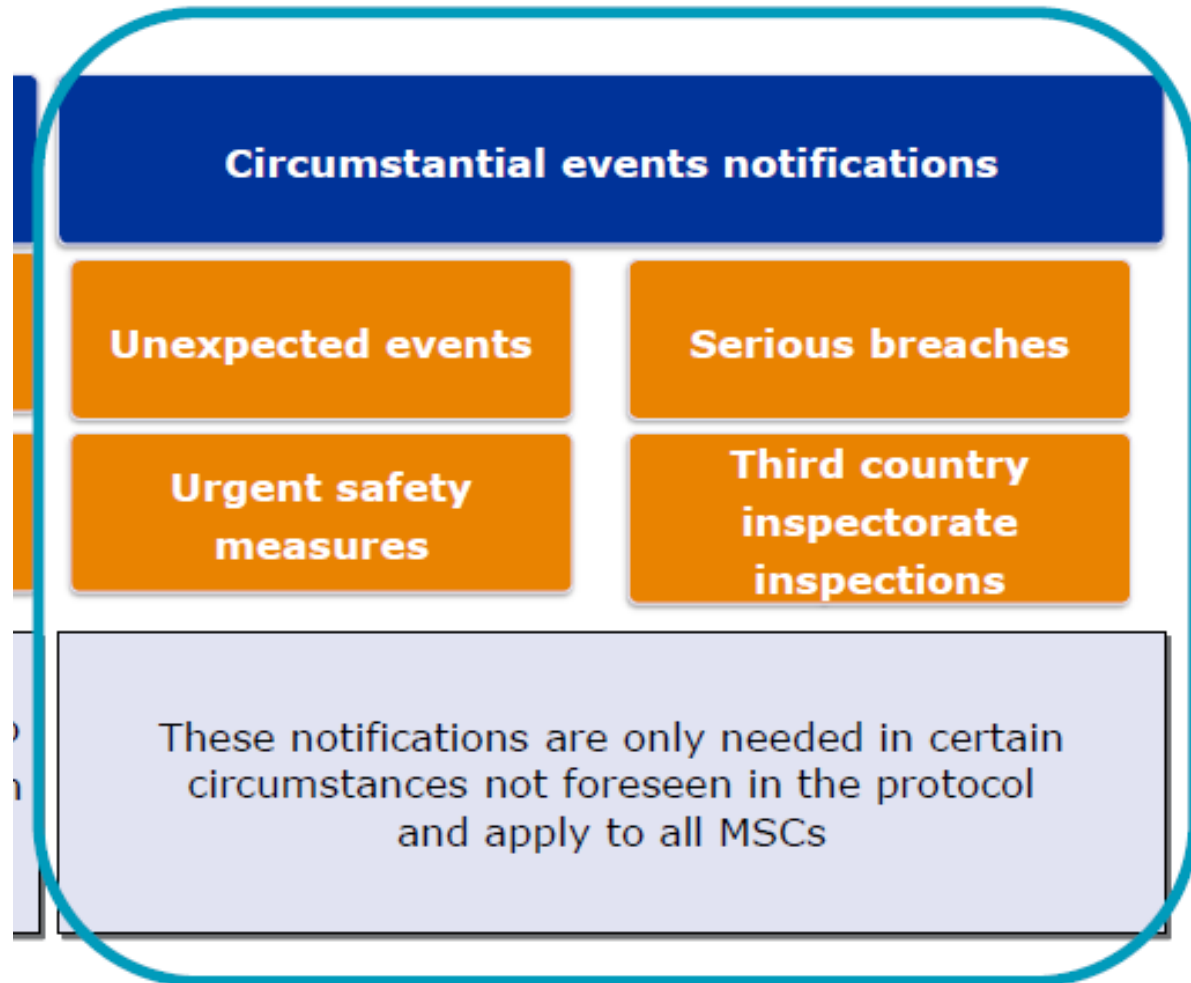 Circumstantial events notifications
Unexpected events
Serious breaches
Urgent safety
measures
Third country
inspectorate
inspections
These notifications are only needed in certain
circumstances not foreseen in the protocol
and apply to all MSCs